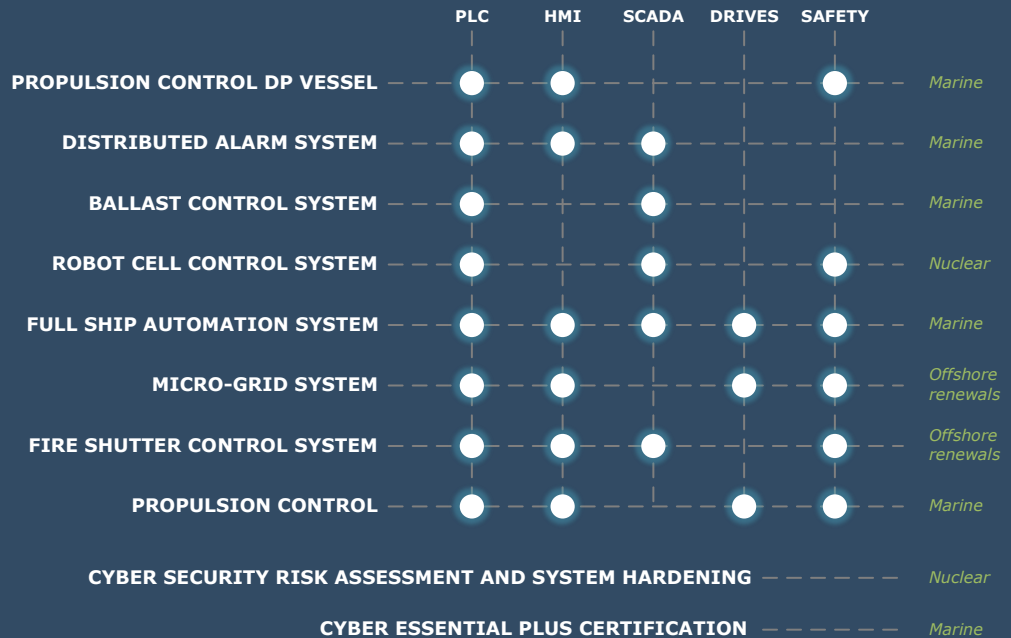 PLC HMI SCADA DRIVES SAFETY
PROPULSION CONTROL DP VESSEL Marine
DISTRIBUTED ALARM SYSTEM Marine
BALLAST CONTROL SYSTEM Marine
ROBOT CELL CONTROL SYSTEM Nuclear
FULL SHIP AUTOMATION SYSTEM Marine
MICRO-GRID SYSTEM Offshore
renewals
FIRE SHUTTER CONTROL SYSTEM Offshore
renewals
PROPULSION CONTROL Marine
CYBER SECURITY RISK ASSESSMENT AND SYSTEM HARDENING Nuclear
CYBER ESSENTIAL PLUS CERTIFICATION Marine